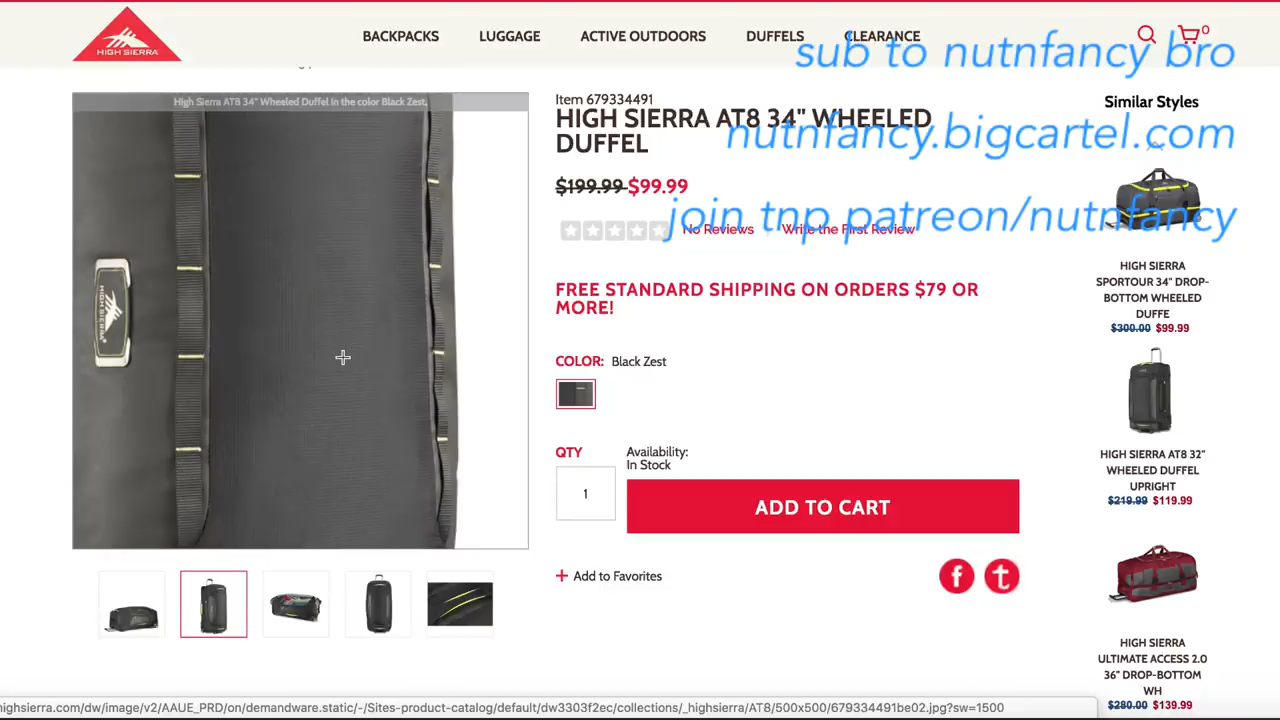 HIGH SIERRA
BACKPACKS LUGGAGE ACTIVE OUTDOORS DUFFELS CLEARANCE
0
sub to nutnfancy bro
nutnfancy.bigcartel.com
join tnp patreon/nutnfancy
High Sierra AT8 34" Wheeled Duffel in the color Black Zest.
HIGH SIERRA
Item 679334491
HIGH SIERRA AT8 34" WHEELED
DUFFEL
$199.99 $99.99
No Reviews Write the First Review
FREE STANDARD SHIPPING ON ORDERS $79 OR
MORE!
COLOR: Black Zest
QTY
Availability:
In Stock
1
ADD TO CART
+ Add to Favorites
f t
Similar Styles
HIGH SIERRA
SPORTOUR 34" DROP-
BOTTOM WHEELED
DUFFE
$300.00 $99.99
HIGH SIERRA AT8 32"
WHEELED DUFFEL
UPRIGHT
$219.99 $119.99
HIGH SIERRA
ULTIMATE ACCESS 2.0
36" DROP-BOTTOM
WH
$280.00 $139.99
highsierra.com/dw/image/v2/AAUE_PRD/on/demandware.static/-/Sites-product-catalog/default/dw3303f2ec/collections/_highsierra/AT8/500x500/679334491be02.jpg?sw=1500